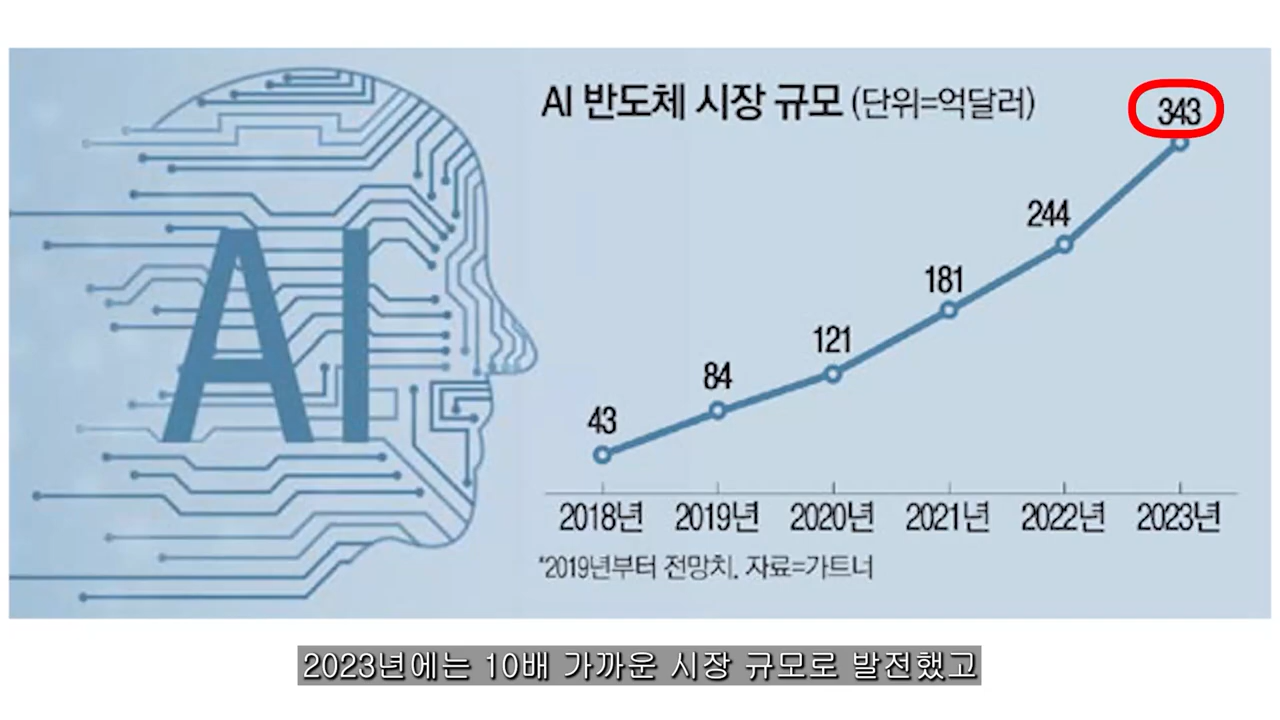 AI
AI 반도체 시장 규모 (단위=억달러)
343
244
181
121
84
43
2018년 2019년 2020년 2021년 2022년 2023년
*2019년부터 전망치, 자료=가트너
2023년에는 10배 가까운 시장 규모로 발전했고